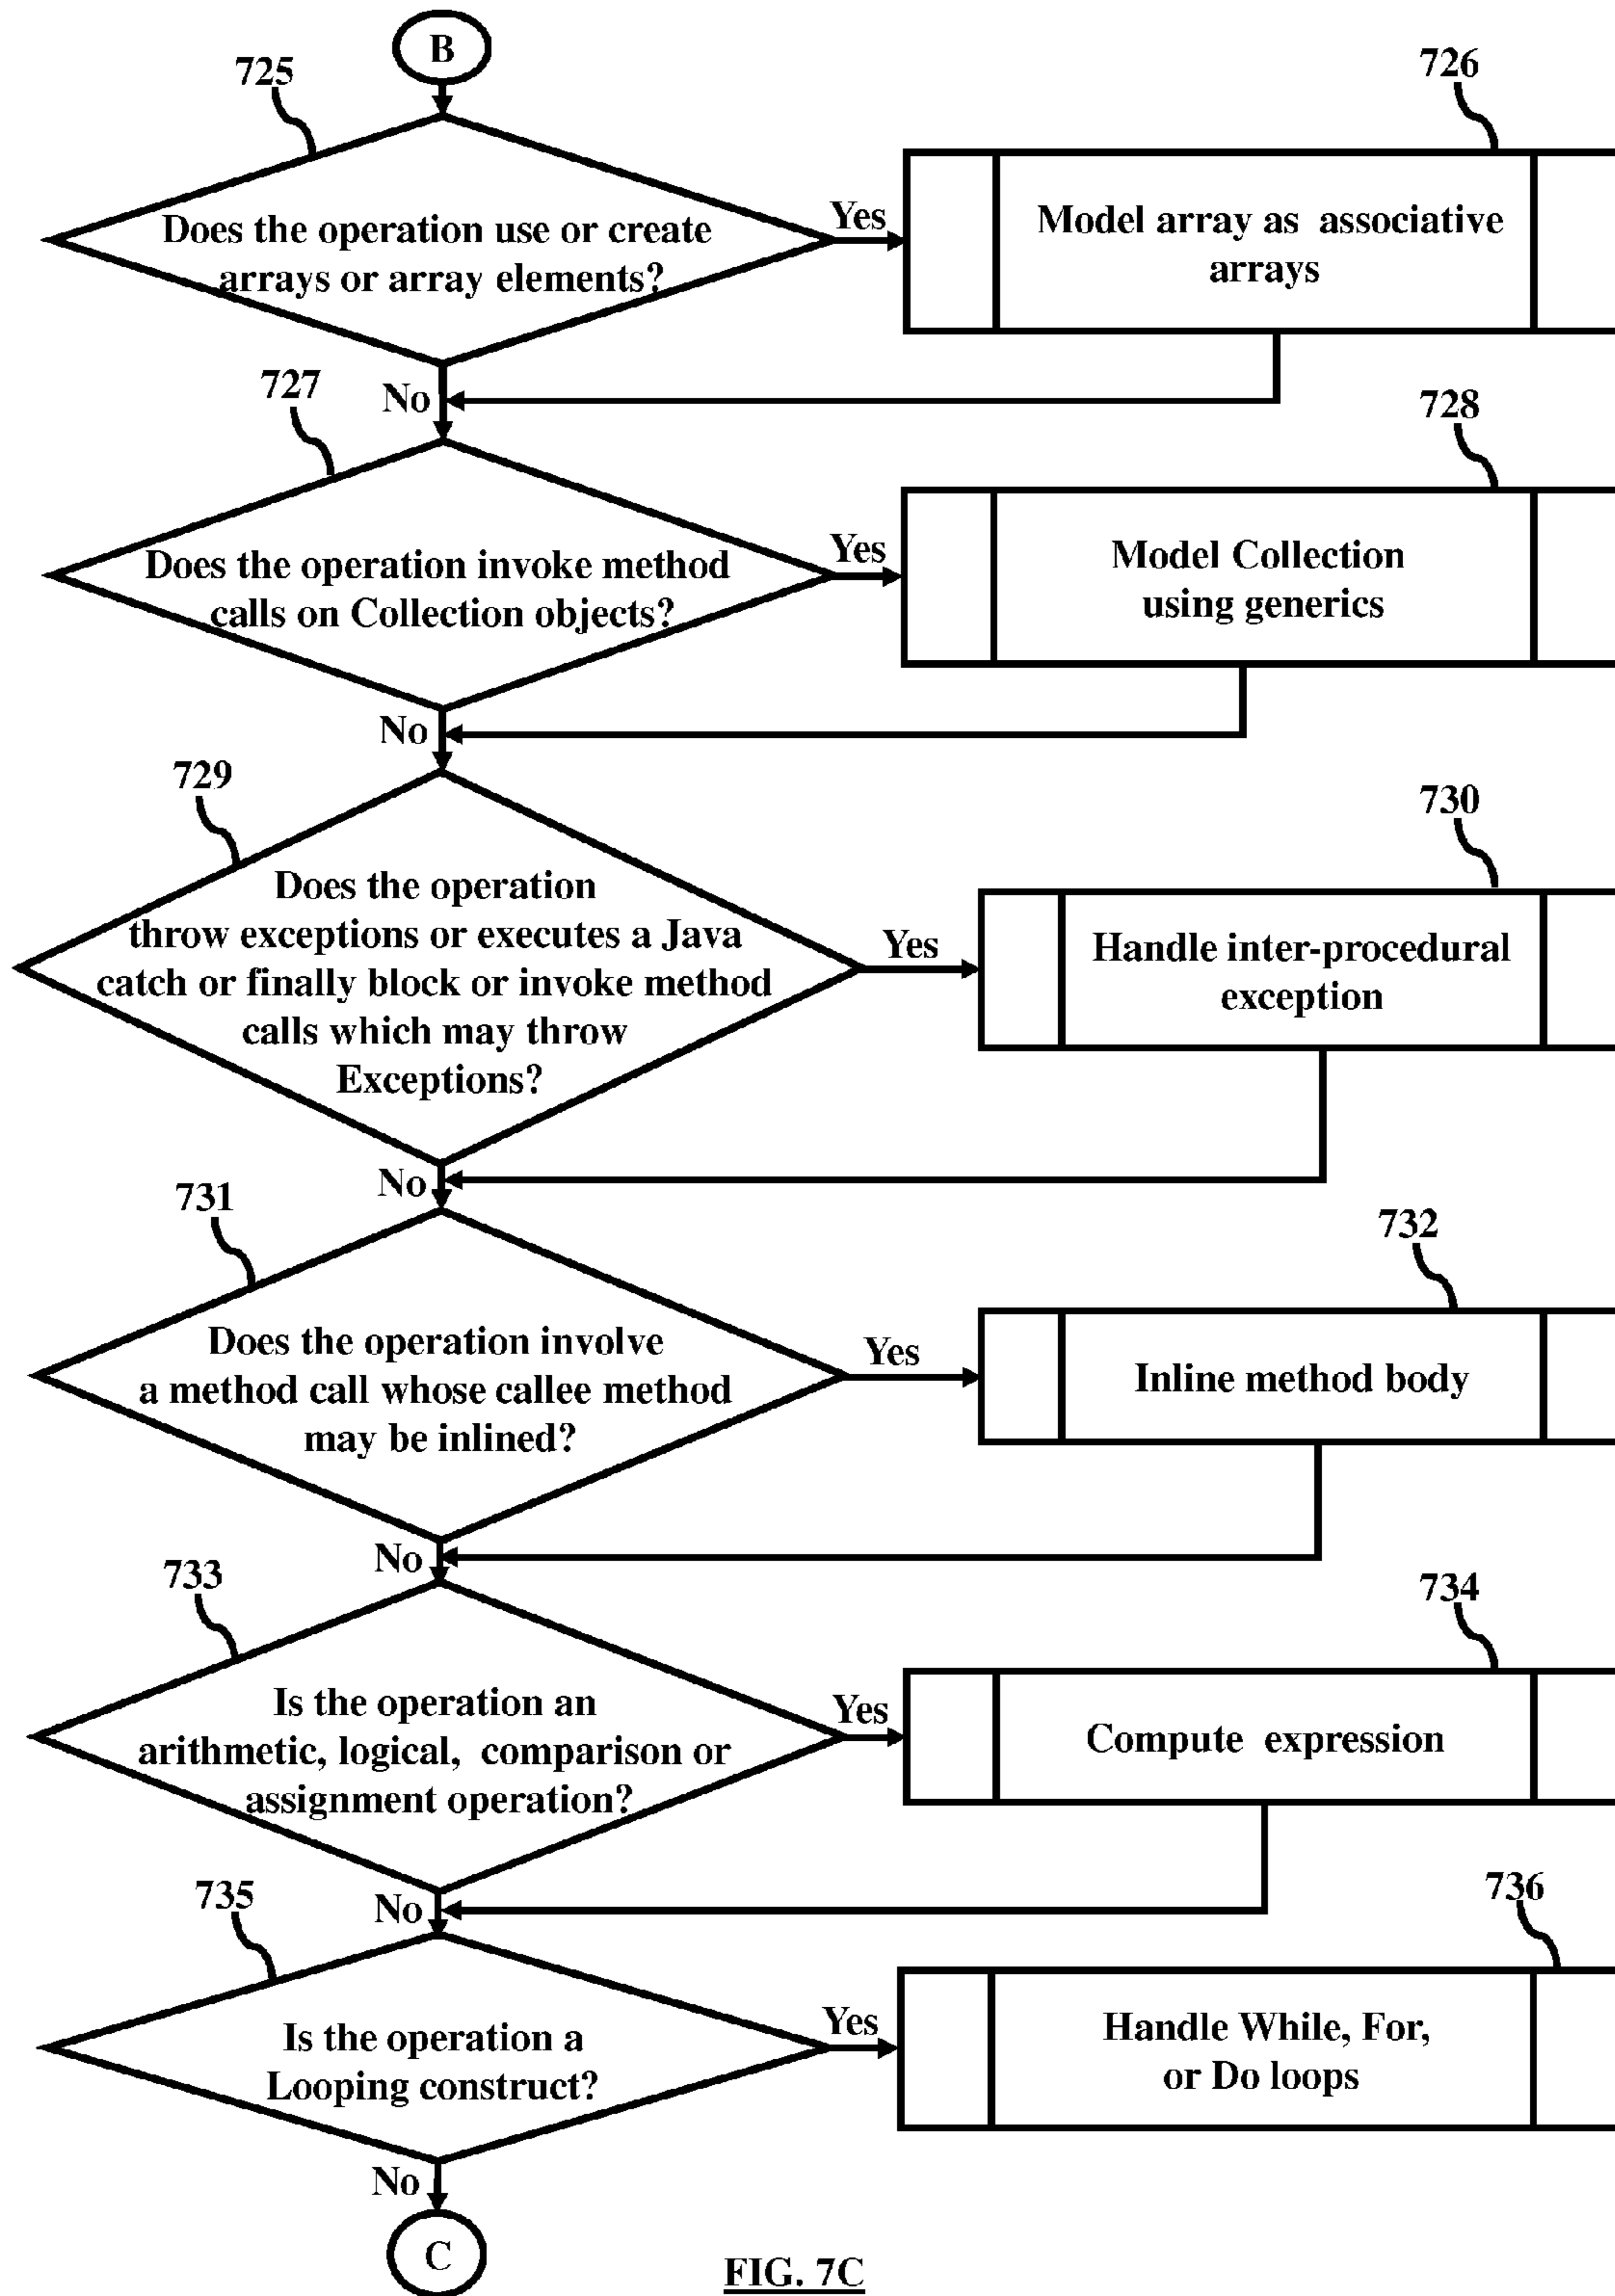 B
725
726
Does the operation use or create
arrays or array elements?
Yes
Model array as associative
arrays
No
727
728
Does the operation invoke method
calls on Collection objects?
Yes
Model Collection
using generics
No
729
730
Does the operation
throw exceptions or executes a Java
catch or finally block or invoke method
calls which may throw
Exceptions?
Yes
Handle inter-procedural
exception
No
731
732
Does the operation involve
a method call whose callee method
may be inlined?
Yes
Inline method body
No
733
734
Is the operation an
arithmetic, logical, comparison or
assignment operation?
Yes
Compute expression
No
735
736
Is the operation a
Looping construct?
Yes
Handle While, For,
or Do loops
No
C
FIG. 7C